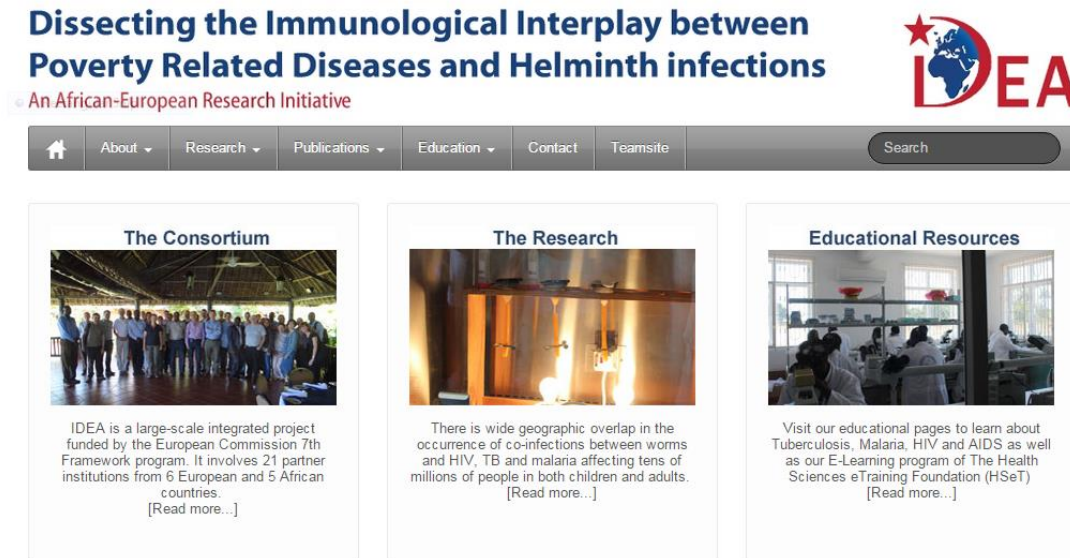 Dissecting the Immunological Interplay between
Poverty Related Diseases and Helminth infections
An African-European Research Initiative
IDEA
About
Research
Publications
Education
Contact
Teamsite
Search
The Consortium
IDEA is a large-scale integrated project
funded by the European Commission 7th
Framework program. It involves 21 partner
institutions from 6 European and 5 African
countries.
[Read more...]
The Research
There is wide geographic overlap in the
occurrence of co-infections between worms
and HIV, TB and malaria affecting tens of
millions of people in both children and adults.
[Read more...]
Educational Resources
Visit our educational pages to learn about
Tuberculosis, Malaria, HIV and AIDS as well
as our E-Learning program of The Health
Sciences eTraining Foundation (HSeT)
[Read more...]